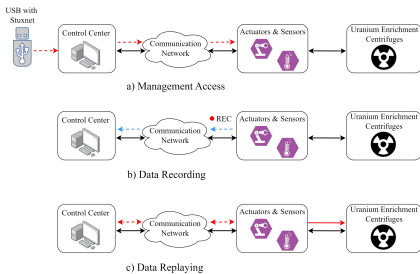 USB with
Stuxnet
Control Center
Communication
Network
Actuators & Sensors
Uranium Enrichment
Centrifuges
a) Management Access
Control Center
Communication
Network
REC
Actuators & Sensors
Uranium Enrichment
Centrifuges
b) Data Recording
Control Center
Communication
Network
Actuators & Sensors
Uranium Enrichment
Centrifuges
c) Data Replaying